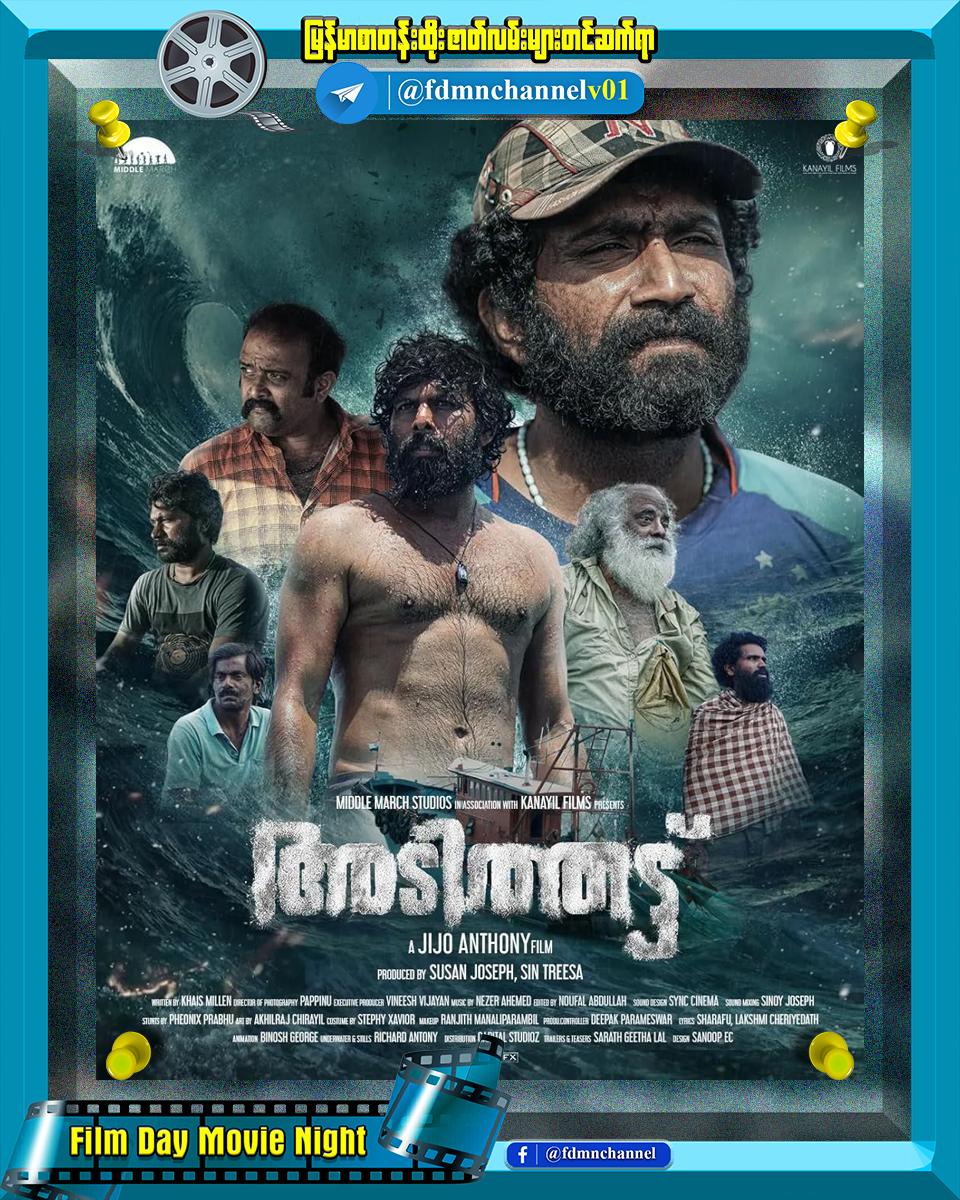 မြန်မာစာတန်းထိုးဇာတ်လမ်းများတင်ဆက်ရာ
@fdmnchannelv01
MIDDLE MARCH
KANAYIL FILMS
MIDDLE MARCH STUDIOS IN ASSOCIATION WITH KANAYIL FILMS PRESENTS
അടിത്തട്ട്
A JIJO ANTHONY FILM
PRODUCED BY SUSAN JOSEPH, SIN TREESA
WRITTEN BY KHAIS MILLEN DIRECTOR OF PHOTOGRAPHY PAPPINU EXECUTIVE PRODUCER VINEESH VIJAYAN MUSIC BY NEZER AHEMED EDITED BY NOUFAL ABDULLAH SOUND DESIGN SYNC CINEMA SOUND MIXING SINOY JOSEPH
STUNTS BY PHEONIX PRABHU ART BY AKHILRAJ CHIRAYIL COSTUME BY STEPHY XAVIOR MAKEUP RANJITH MANALIPARAMBIL PRODU.CONTROLLER DEEPAK PARAMESWAR LYRICS SHARAFU, LAKSHMI CHERIYEDATH
ANIMATION BINOSH GEORGE UNDERWATER & STILLS RICHARD ANTONY DISTRIBUTION STUDIOZ TRAILERS & TEASERS SARATH GEETHA LAL DESIGN SANOOP EC
FX
Film Day Movie Night
f @fdmnchannel